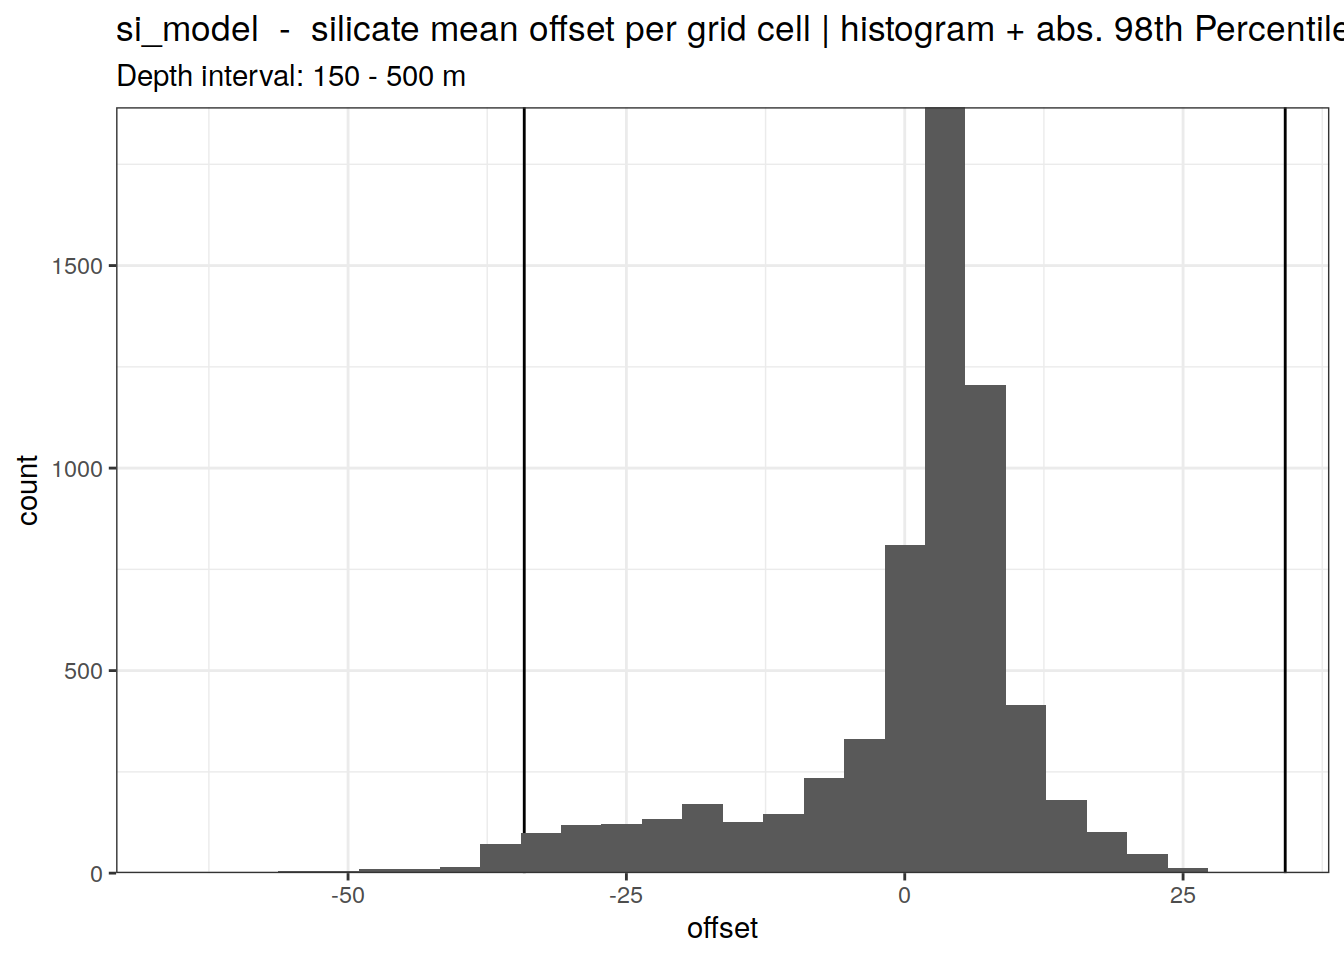 si_model - silicate mean offset per grid cell | histogram + abs. 98th Percentile
Depth interval: 150 - 500 m
1500
1000
500
0
count
-50
-25
0
25
offset